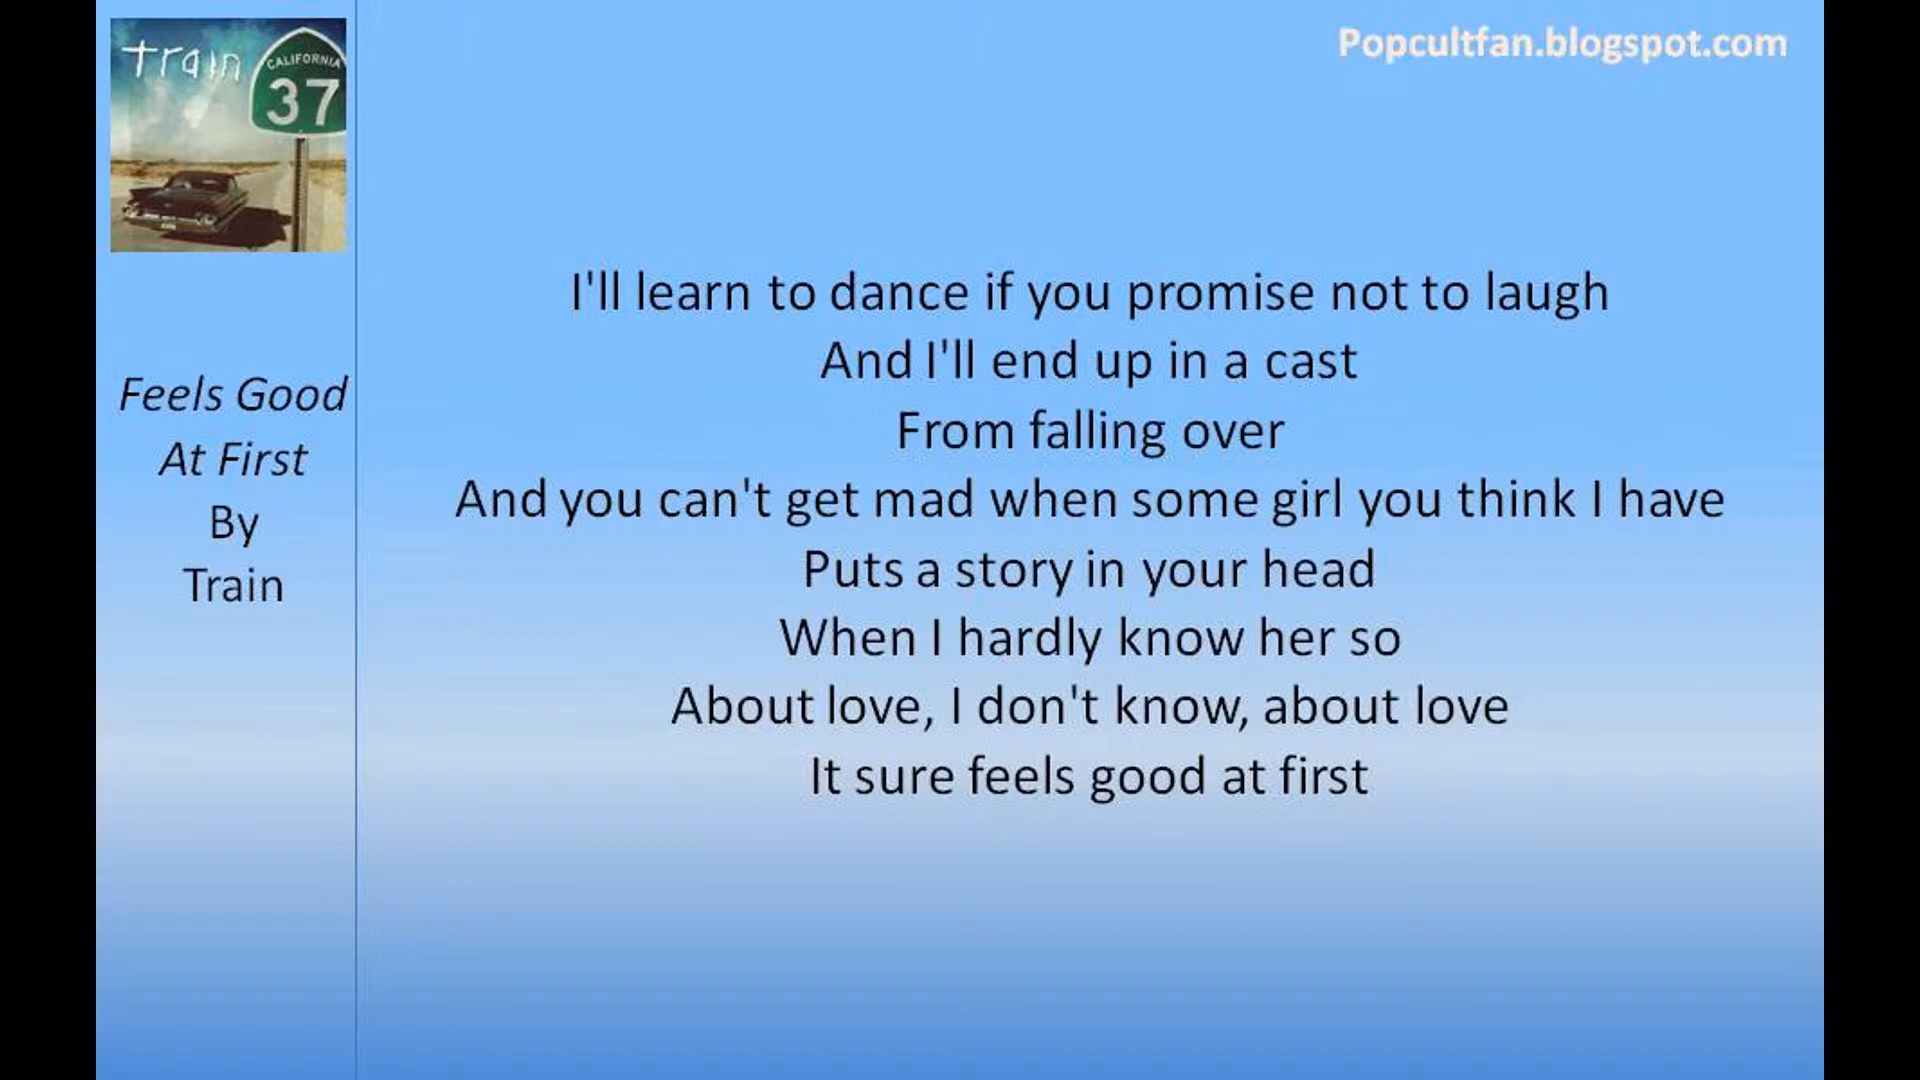 train
CALIFORNIA
37
Popcultfan.blogspot.com
Feels Good
At First
By
Train
I'll learn to dance if you promise not to laugh
And I'll end up in a cast
From falling over
And you can't get mad when some girl you think I have
Puts a story in your head
When I hardly know her so
About love, I don't know, about love
It sure feels good at first